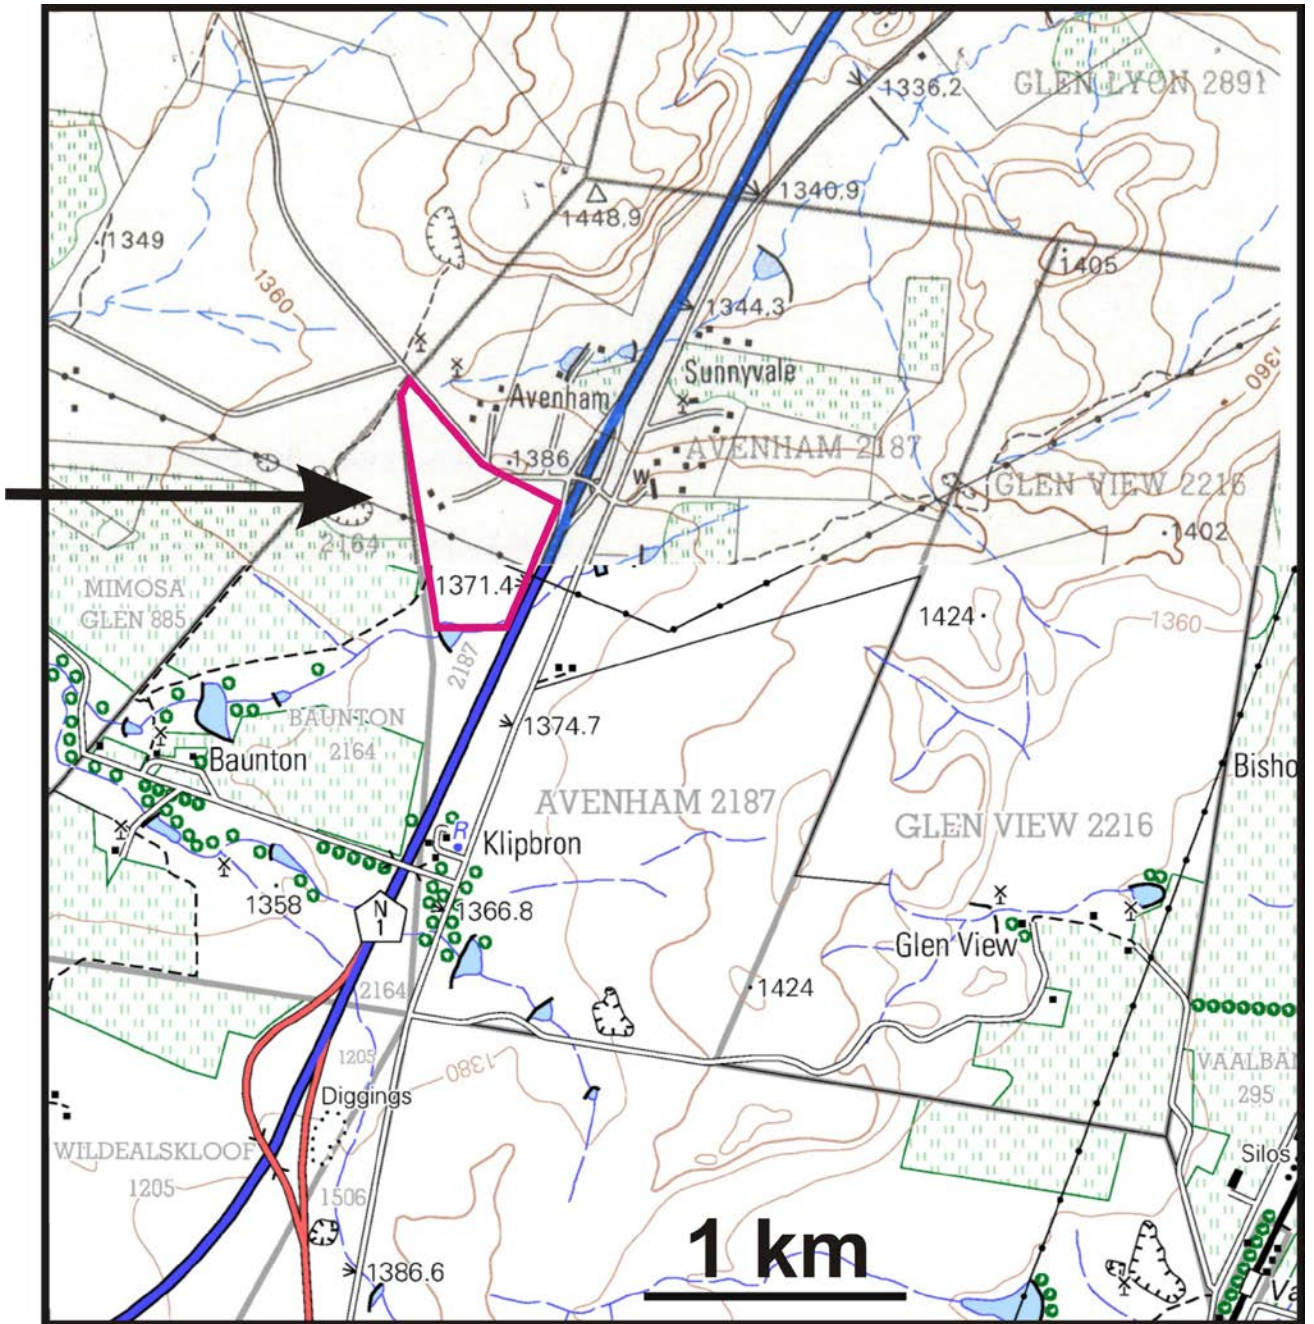 1336,2
GLEN LYON 2891
1340.9
1448,9
1349
1405
1360
1344.3
Sunnyvale
1360
Avenham
1386
AVENHAM 2187
W
GLEN VIEW 2216
1402
2164
1371.4
MIMOSA
GLEN 885
1424
1360
2187
BAUNTON
2164
1374.7
Baunton
Bisho
AVENHAM 2187
GLEN VIEW 2216
R
Klipbron
1358
N
1
1366.8
Glen View
2164
1424
1205
1380
Diggings
VAALBAN
295
WILDEALSKLOOF
1205
1506
Silos
1 km
1386.6
Va